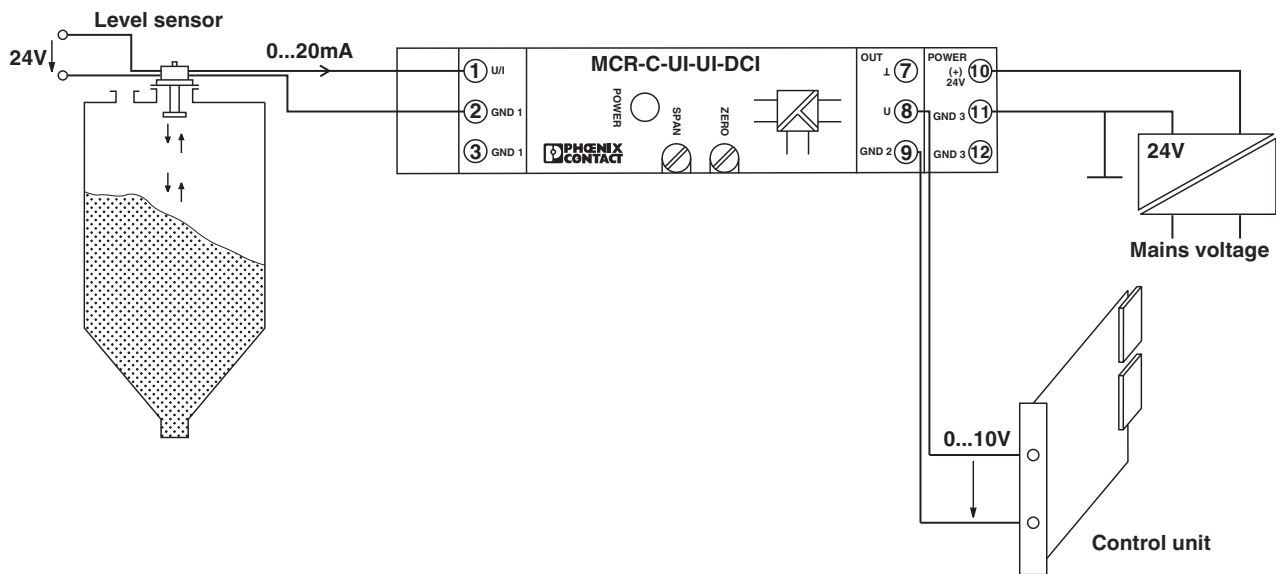 Level sensor
24V
0...20mA
1 U/I
2 GND 1
3 GND 1
MCR-C-UI-UI-DCI
POWER
SPAN
ZERO
PHŒNIX
CONTACT
OUT
⊥ 7
U 8
GND 2 9
POWER
(+) 10
24V
GND 3 11
GND 3 12
24V
Mains voltage
0...10V
Control unit